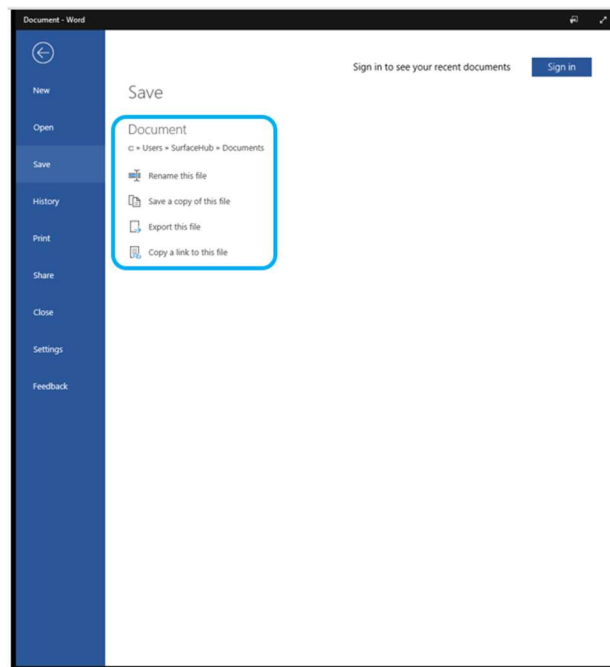 Document - Word
Sign in to see your recent documents
Sign in
New
Open
Save
History
Print
Share
Close
Settings
Feedback
Save
Document
C: » Users » SurfaceHub » Documents
Rename this file
Save a copy of this file
Export this file
Copy a link to this file